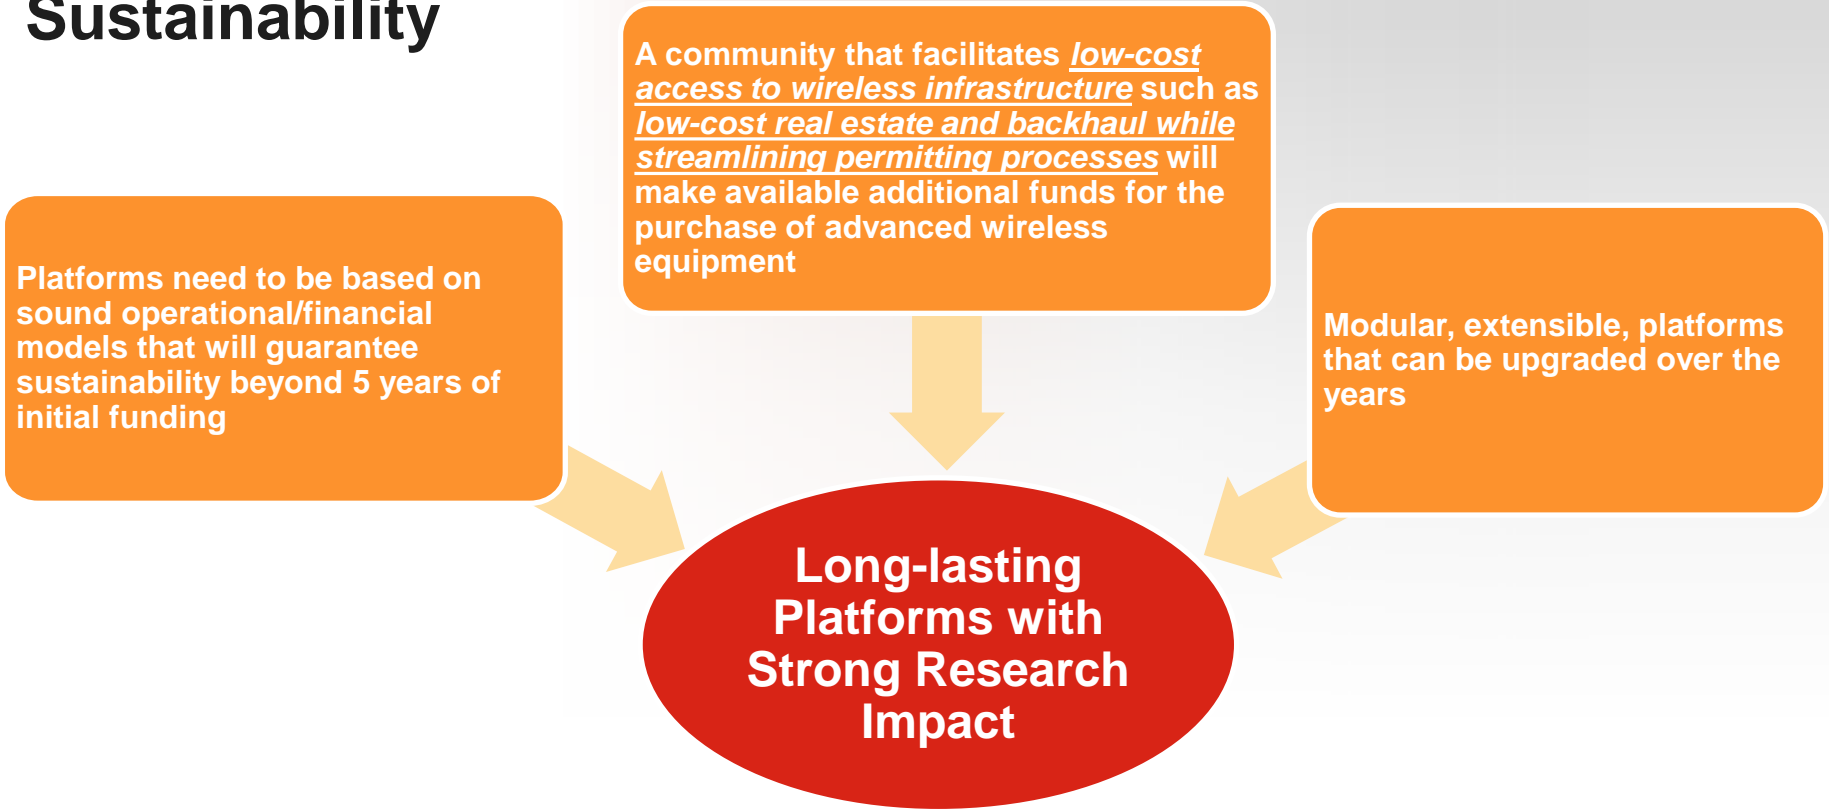 Sustainability
A community that facilitates low-cost
access to wireless infrastructure such as
low-cost real estate and backhaul while
streamlining permitting processes will
make available additional funds for the
purchase of advanced wireless
equipment
Platforms need to be based on
sound operational/financial
models that will guarantee
sustainability beyond 5 years of
initial funding
Modular, extensible, platforms
that can be upgraded over the
years
Long-lasting
Platforms with
Strong Research
Impact